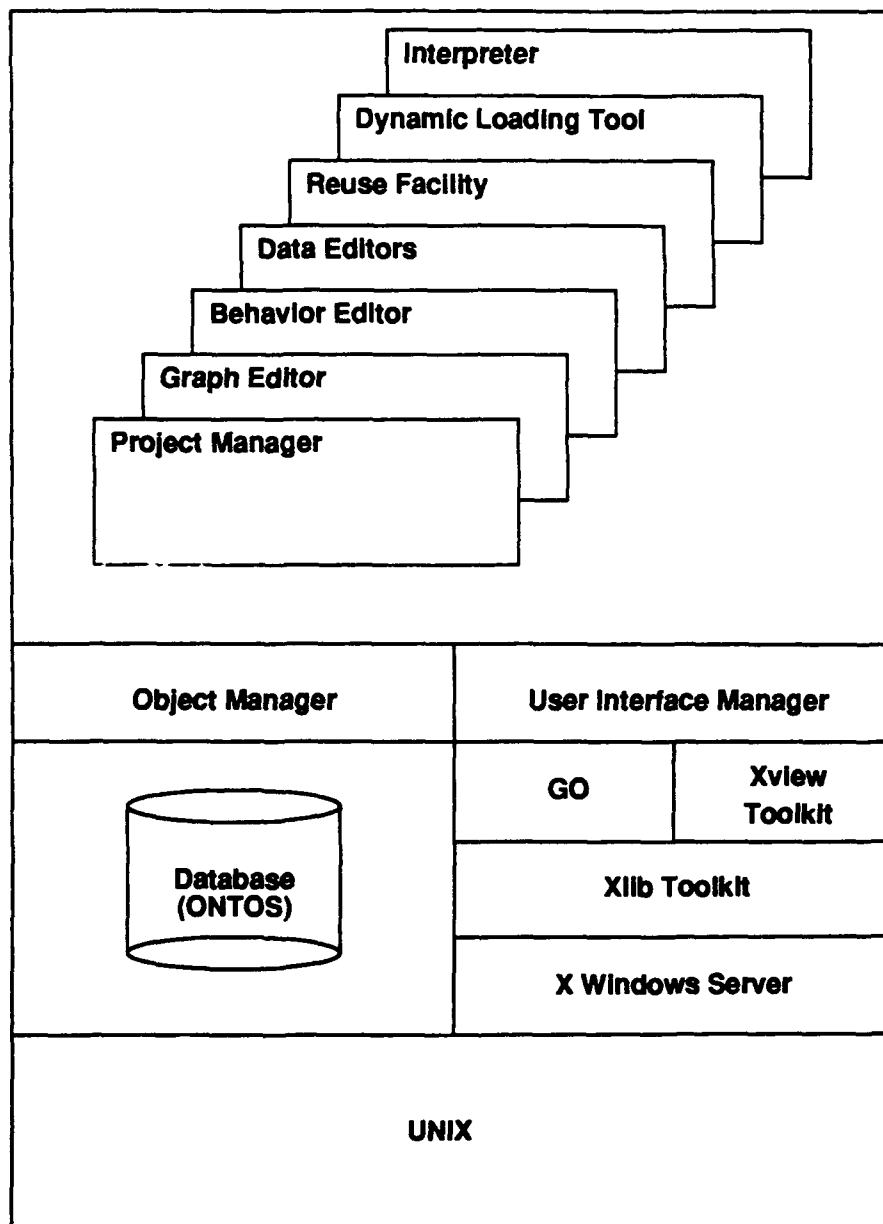 Interpreter
Dynamic Loading Tool
Reuse Facility
Data Editors
Behavior Editor
Graph Editor
Project Manager
Object Manager
User Interface Manager
GO
Xview
Toolkit
Database
(ONTOS)
Xlib Toolkit
X Windows Server
UNIX